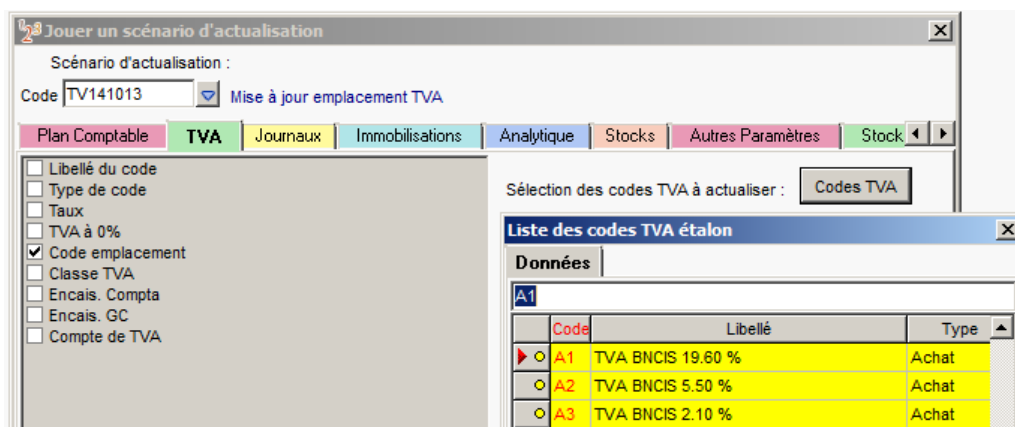 Jouer un scénario d'actualisation
Scénario d'actualisation :
Code TV141013 Mise à jour emplacement TVA
Plan Comptable TVA Journaux Immobilisations Analytique Stocks Autres Paramètres Stock
Libellé du code
Type de code
Taux
TVA à 0%
Code emplacement
Classe TVA
Encais. Compta
Encais. GC
Compte de TVA
Sélection des codes TVA à actualiser : Codes TVA
Liste des codes TVA étalon
Données
A1
Code Libellé Type
A1 TVA BNCIS 19.60 % Achat
A2 TVA BNCIS 5.50 % Achat
A3 TVA BNCIS 2.10 % Achat